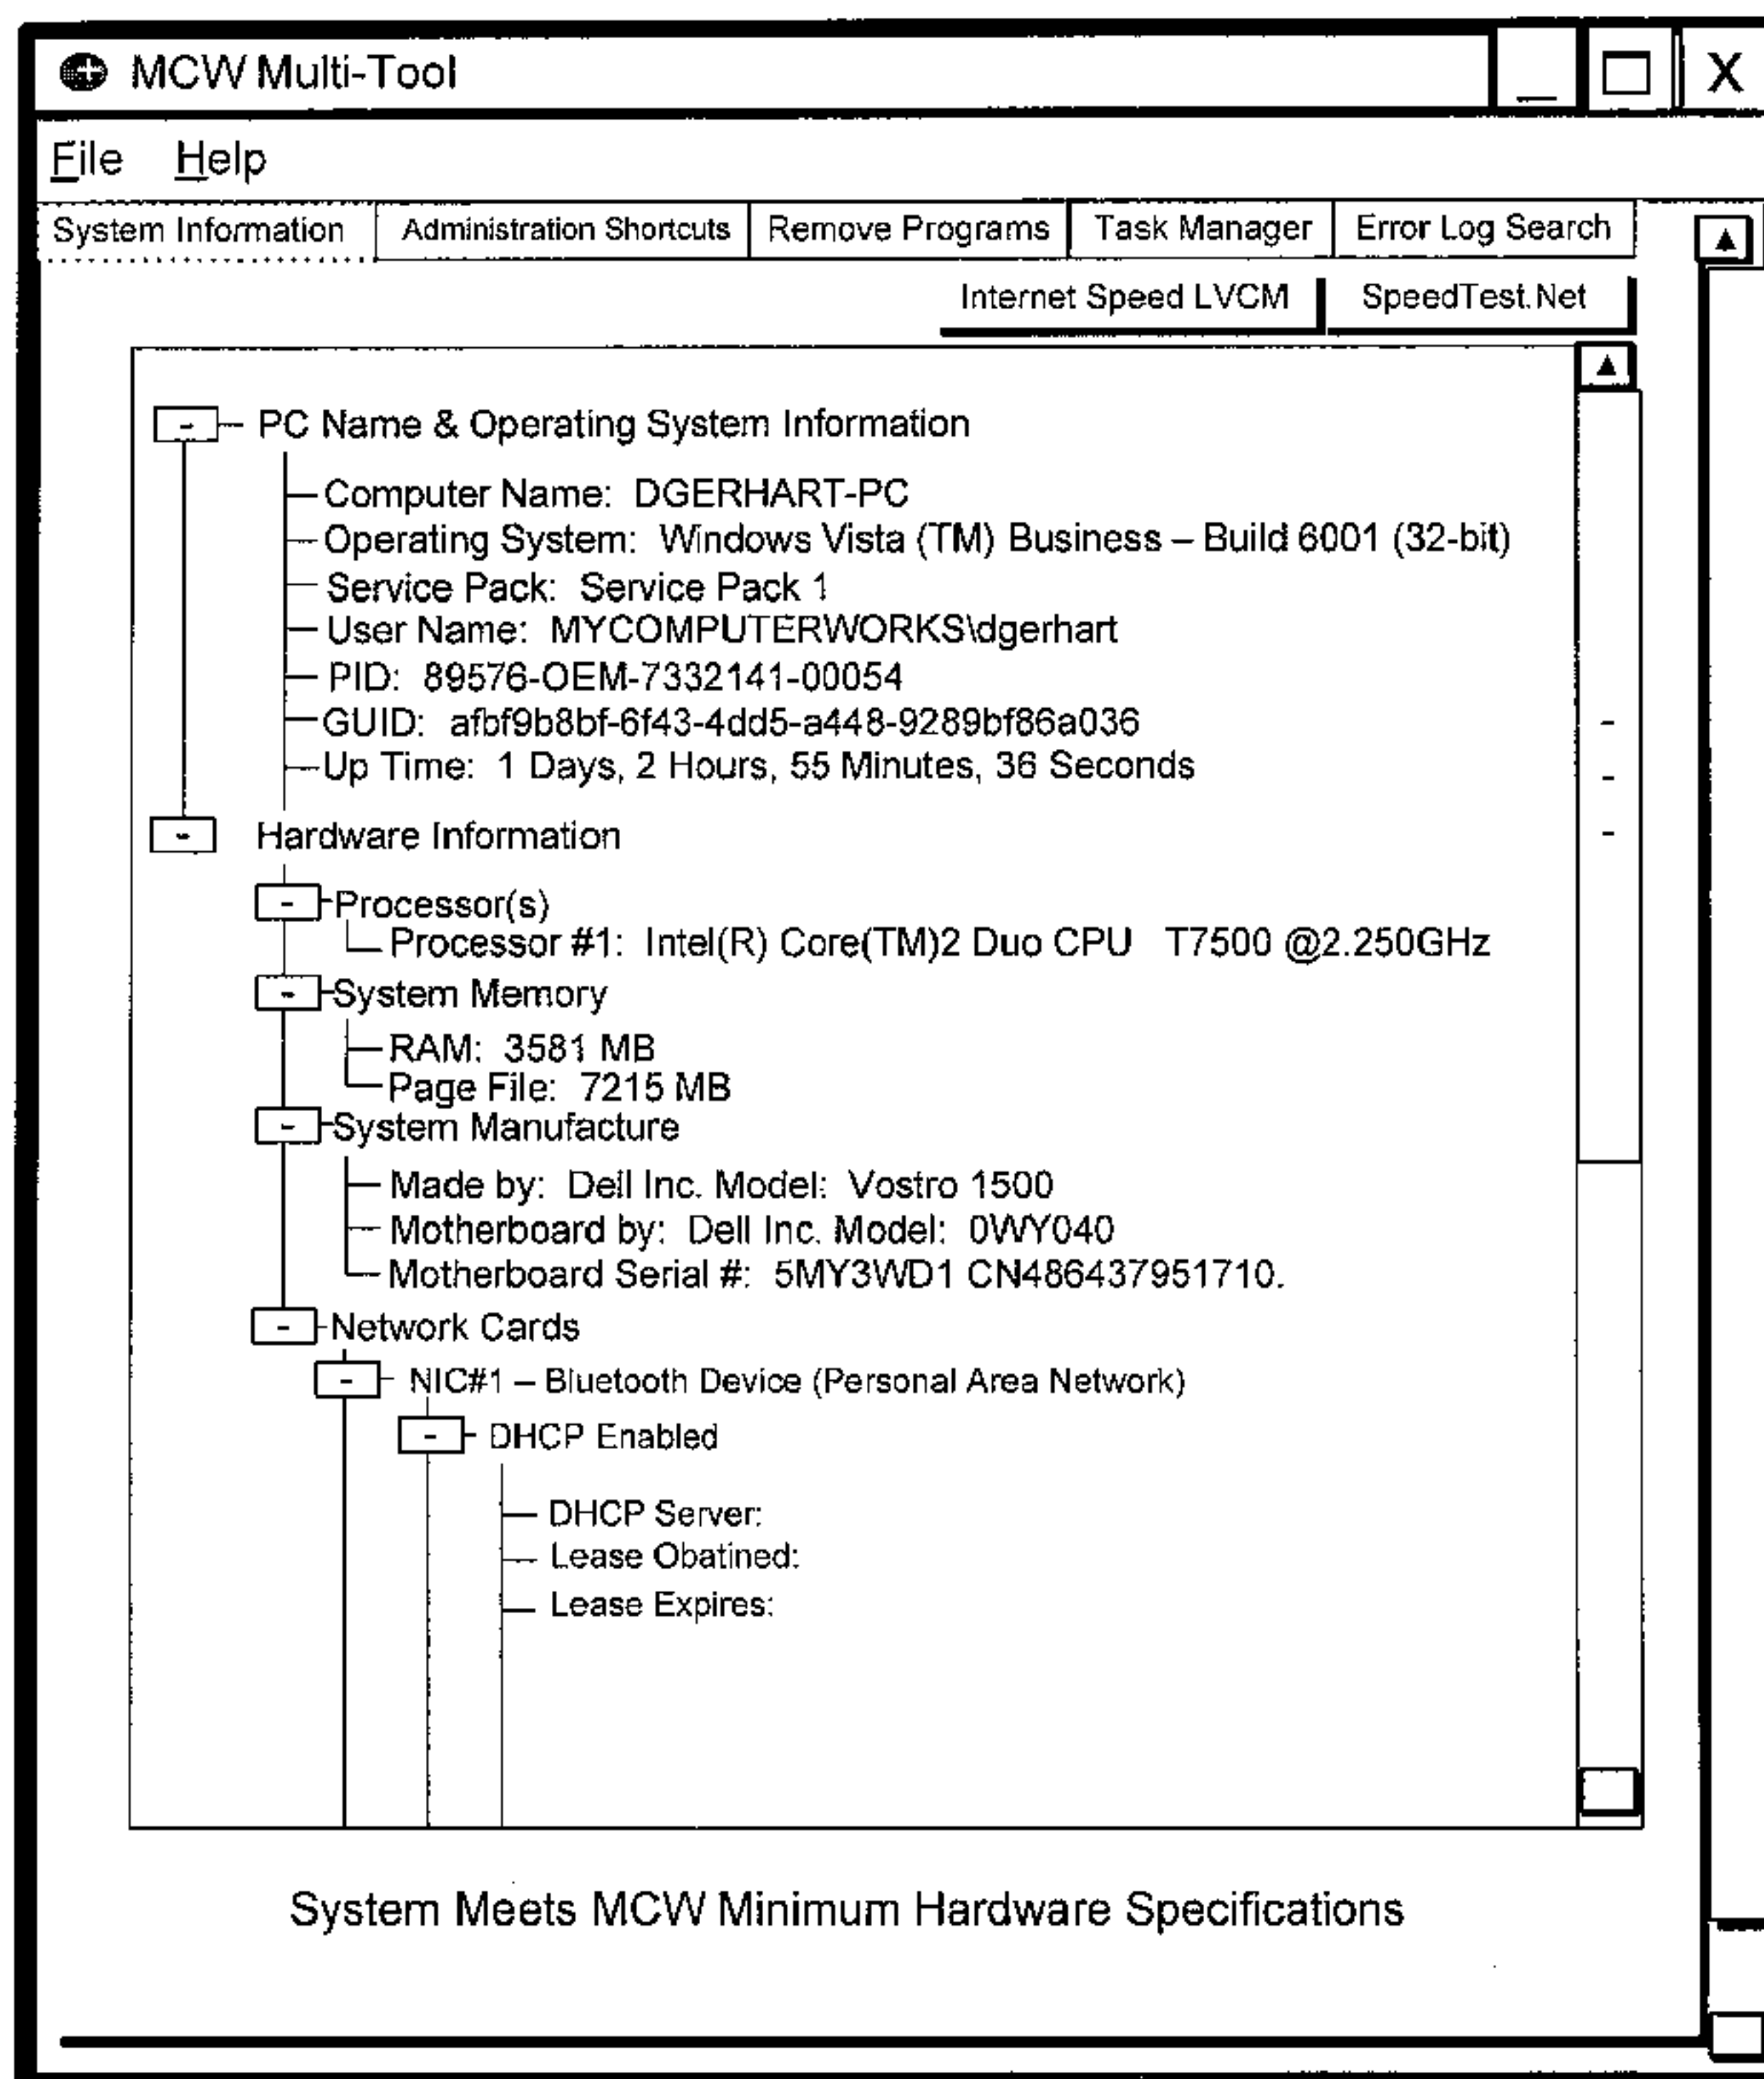 MCW Multi-Tool
X
File Help
System Information Administration Shortcuts Remove Programs Task Manager Error Log Search
Internet Speed LVCM SpeedTest.Net
PC Name & Operating System Information
Computer Name: DGERHART-PC
Operating System: Windows Vista (TM) Business – Build 6001 (32-bit)
Service Pack: Service Pack 1
User Name: MYCOMPUTERWORKS\dgerhart
PID: 89576-OEM-7332141-00054
GUID: afbf9b8bf-6f43-4dd5-a448-9289bf86a036
Up Time: 1 Days, 2 Hours, 55 Minutes, 36 Seconds
Hardware Information
Processor(s)
Processor #1: Intel(R) Core(TM)2 Duo CPU T7500 @2.250GHz
System Memory
RAM: 3581 MB
Page File: 7215 MB
System Manufacture
Made by: Dell Inc. Model: Vostro 1500
Motherboard by: Dell Inc. Model: 0WY040
Motherboard Serial #: 5MY3WD1 CN486437951710.
Network Cards
NIC#1 – Bluetooth Device (Personal Area Network)
DHCP Enabled
DHCP Server:
Lease Obatined:
Lease Expires:
System Meets MCW Minimum Hardware Specifications